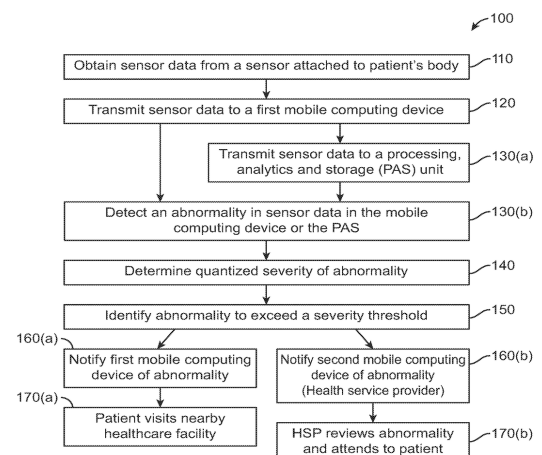 100
Obtain sensor data from a sensor attached to patient's body
110
Transmit sensor data to a first mobile computing device
120
Transmit sensor data to a processing,
analytics and storage (PAS) unit
130(a)
Detect an abnormality in sensor data in the mobile
computing device or the PAS
130(b)
Determine quantized severity of abnormality
140
Identify abnormality to exceed a severity threshold
150
160(a)
Notify first mobile computing
device of abnormality
Notify second mobile computing
device of abnormality
(Health service provider)
160(b)
170(a)
Patient visits nearby
healthcare facility
HSP reviews abnormality
and attends to patient
170(b)